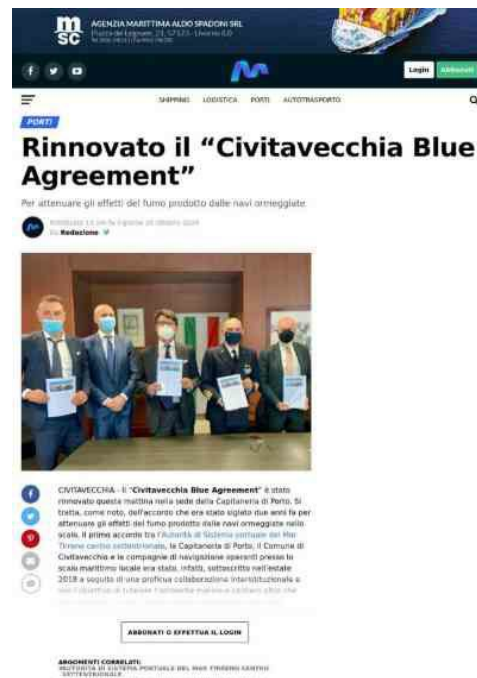 msc
AGENZIA MARITTIMA ALDO SPADONI SRL
Login
Abbonati
SHIPPING LOGISTICA PORTI AUTOTRASPORTO
PORTI
Rinnovato il “Civitavecchia Blue
Agreement”
Per attenuare gli effetti del fumo prodotto dalle navi ormeggiate
Redazione
CIVITAVECCHIA - Il "Civitavecchia Blue Agreement" è stato
rinnovato questa mattina nella sede della Capitaneria di Porto. Si
tratta, come noto, dell'accordo che era stato siglato due anni fa per
attenuare gli effetti del fumo prodotto dalle navi ormeggiate nello
scalo. Il primo accordo tra l'Autorità di Sistema portuale del Mar
Tirreno centro settentrionale, la Capitaneria di Porto, il Comune di
Civitavecchia e le compagnie di navigazione operanti presso lo
scalo marittimo locale era stato, infatti, sottoscritto nell'estate
2018 a seguito di una proficua collaborazione interistituzionale e
ABBONATI O EFFETTUA IL LOGIN
ARGOMENTI CORRELATI:
AUTORITÀ DI SISTEMA PORTUALE DEL MAR TIRRENO CENTRO
SETTENTRIONALE